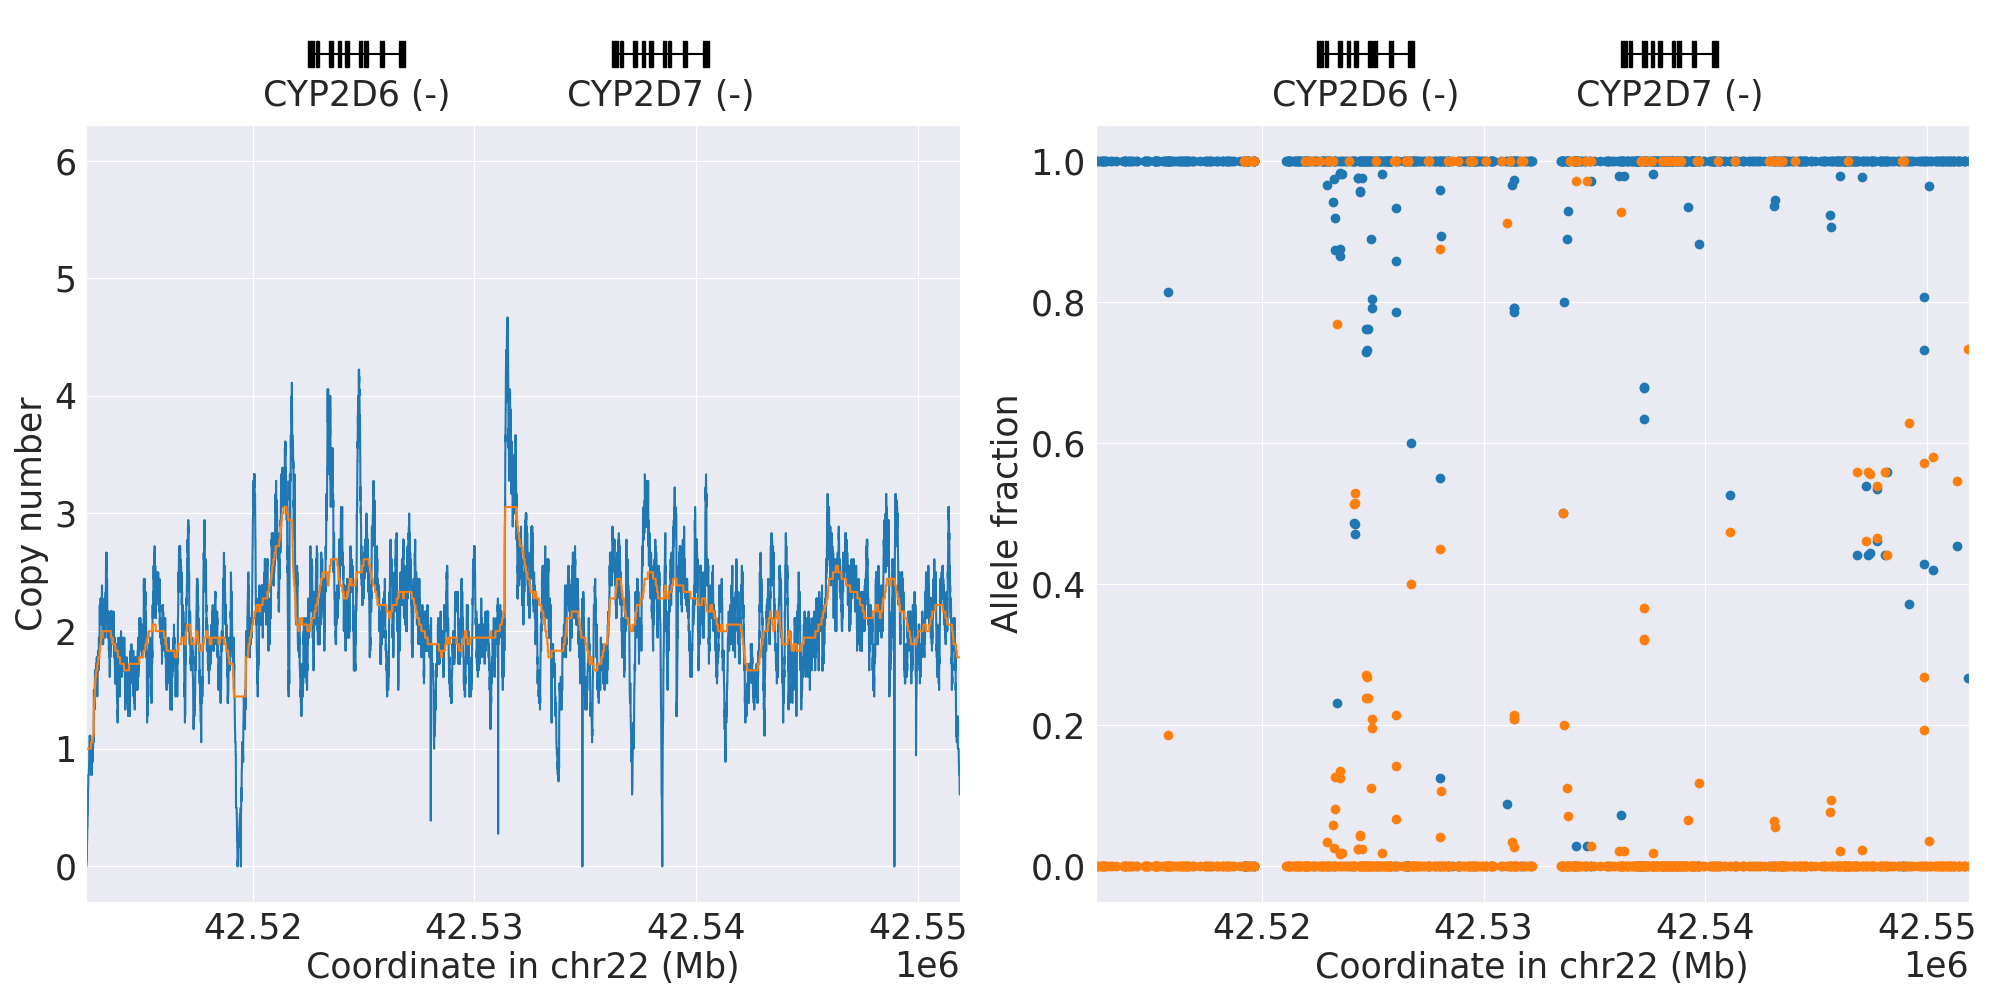 CYP2D6 (-) CYP2D7 (-)
6
5
4
3
2
1
0
Copy number
42.52 42.53 42.54 42.55
Coordinate in chr22 (Mb) 1e6
CYP2D6 (-) CYP2D7 (-)
1.0
0.8
0.6
0.4
0.2
0.0
Allele fraction
42.52 42.53 42.54 42.55
Coordinate in chr22 (Mb) 1e6